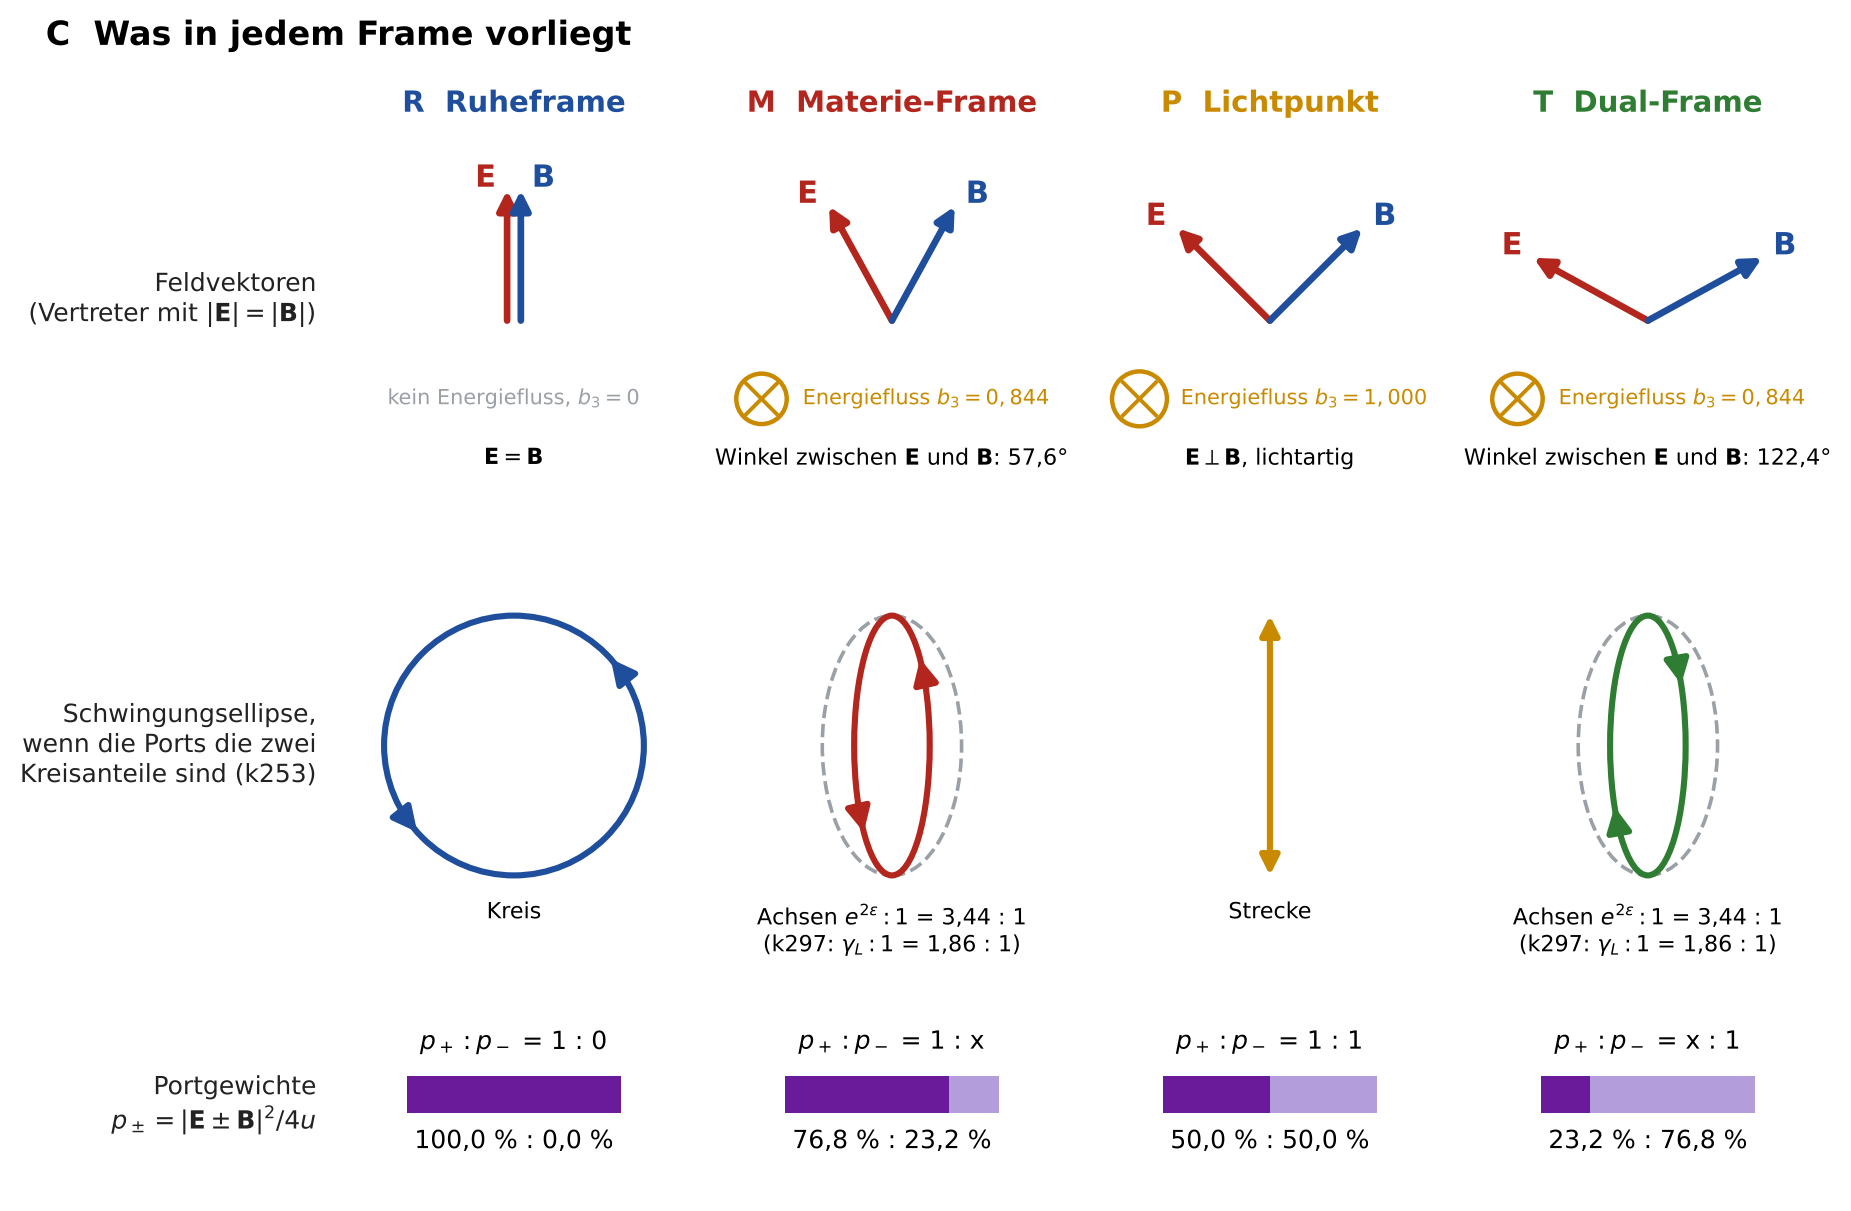 C Was in jedem Frame vorliegt
R Ruheframe
M Materie-Frame
P Lichtpunkt
T Dual-Frame
E B
E B
E B
E B
Feldvektoren
(Vertreter mit |E| = |B|)
kein Energiefluss, b₃ = 0
Energiefluss b₃ = 0, 844
Energiefluss b₃ = 1, 000
Energiefluss b₃ = 0, 844
E = B
Winkel zwischen E und B: 57,6°
E ⊥ B, lichtartig
Winkel zwischen E und B: 122,4°
Schwingungsellipse,
wenn die Ports die zwei
Kreisanteile sind (k253)
Kreis
Achsen e^{2ε} : 1 = 3,44 : 1
(k297: γ_L : 1 = 1,86 : 1)
Strecke
Achsen e^{2ε} : 1 = 3,44 : 1
(k297: γ_L : 1 = 1,86 : 1)
p₊ : p₋ = 1 : 0
p₊ : p₋ = 1 : x
p₊ : p₋ = 1 : 1
p₊ : p₋ = x : 1
Portgewichte
p± = |E ± B|²/4u
100,0 % : 0,0 %
76,8 % : 23,2 %
50,0 % : 50,0 %
23,2 % : 76,8 %